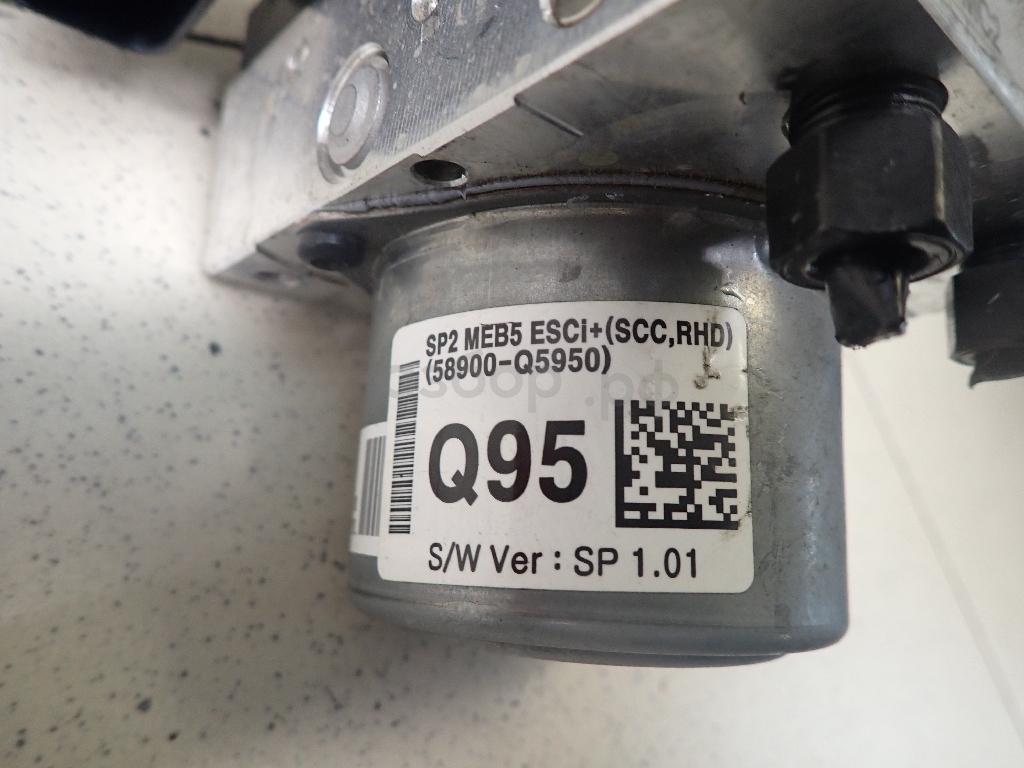 SP2 MEB5 ESCi+(SCC,RHD)
(58900-Q5950)
Q95
S/W Ver : SP 1.01